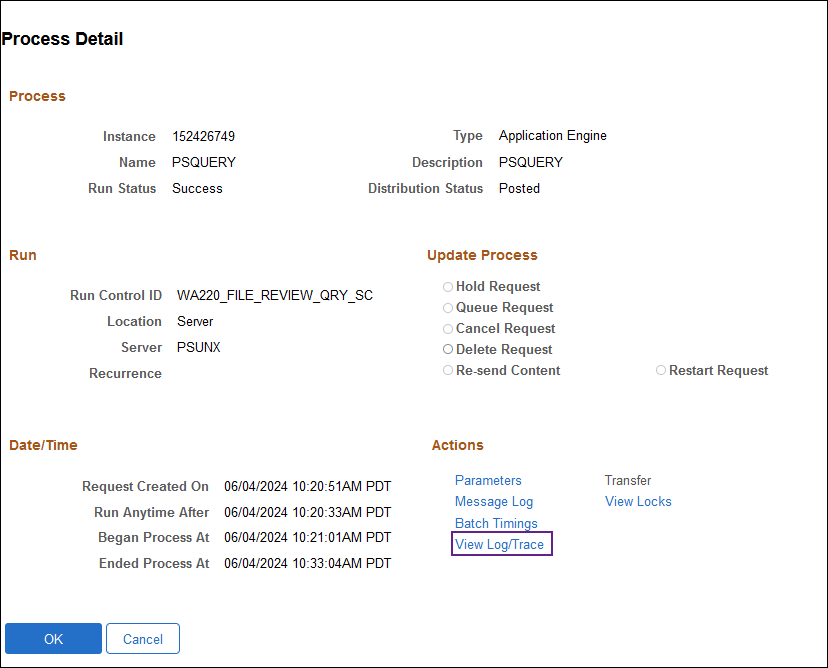 Process Detail
Process
Instance 152426749 Type Application Engine
Name PSQUERY Description PSQUERY
Run Status Success Distribution Status Posted
Run Update Process
Hold Request
Run Control ID WA220_FILE_REVIEW_QRY_SC
Queue Request
Location Server
Cancel Request
Server PSUNX
Delete Request
Recurrence
Re-send Content Restart Request
Date/Time Actions
Request Created On 06/04/2024 10:20:51AM PDT Parameters Transfer
Run Anytime After 06/04/2024 10:20:33AM PDT Message Log View Locks
Began Process At 06/04/2024 10:21:01AM PDT Batch Timings
Ended Process At 06/04/2024 10:33:04AM PDT View Log/Trace
OK Cancel